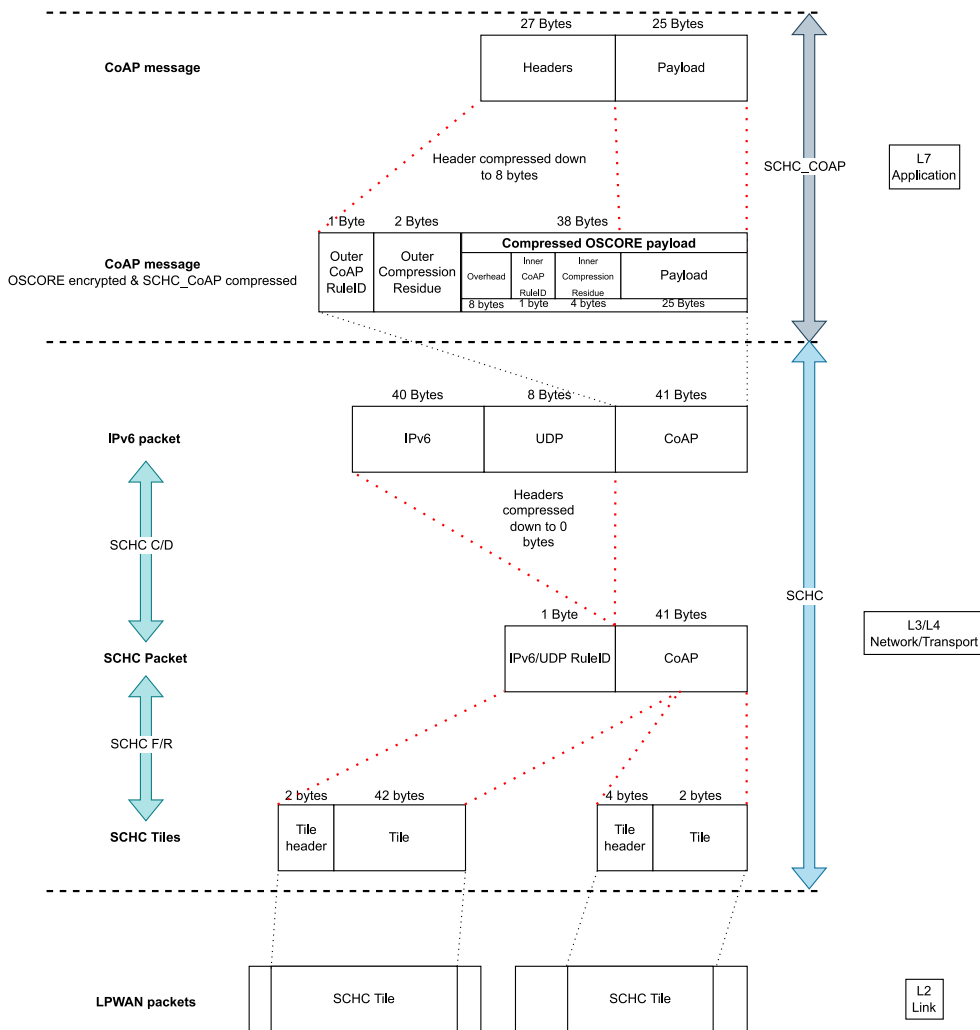 27 Bytes
25 Bytes
CoAP message
Headers
Payload
Header compressed down
to 8 bytes
SCHC_COAP
L7
Application
1 Byte
2 Bytes
38 Bytes
CoAP message
OSCORE encrypted & SCHC_CoAP compressed
Outer
CoAP
RuleID
Outer
Compression
Residue
Compressed OSCORE payload
Overhead
Inner
CoAP
RuleID
Inner
Compression
Residue
Payload
8 bytes
1 byte
4 bytes
25 Bytes
40 Bytes
8 Bytes
41 Bytes
IPv6 packet
IPv6
UDP
CoAP
Headers
compressed
down to 0
bytes
SCHC C/D
SCHC
1 Byte
41 Bytes
SCHC Packet
IPv6/UDP RuleID
CoAP
L3/L4
Network/Transport
SCHC F/R
2 bytes
42 bytes
4 bytes
2 bytes
SCHC Tiles
Tile
header
Tile
Tile
header
Tile
LPWAN packets
SCHC Tile
SCHC Tile
L2
Link